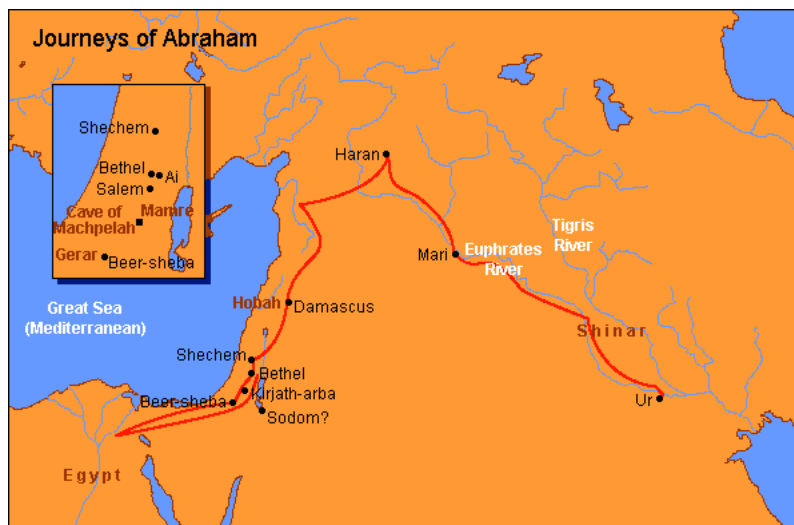 Journeys of Abraham
Shechem
Bethel
Ai
Salem
Cave of
Mamre
Machpelah
Gerar
Beer-sheba
Haran
Mari
Euphrates
River
Tigris
River
Shinar
Ur
Great Sea
(Mediterranean)
Hobah
Damascus
Shechem
Bethel
Kirjath-arba
Beer-sheba
Sodom?
Egypt